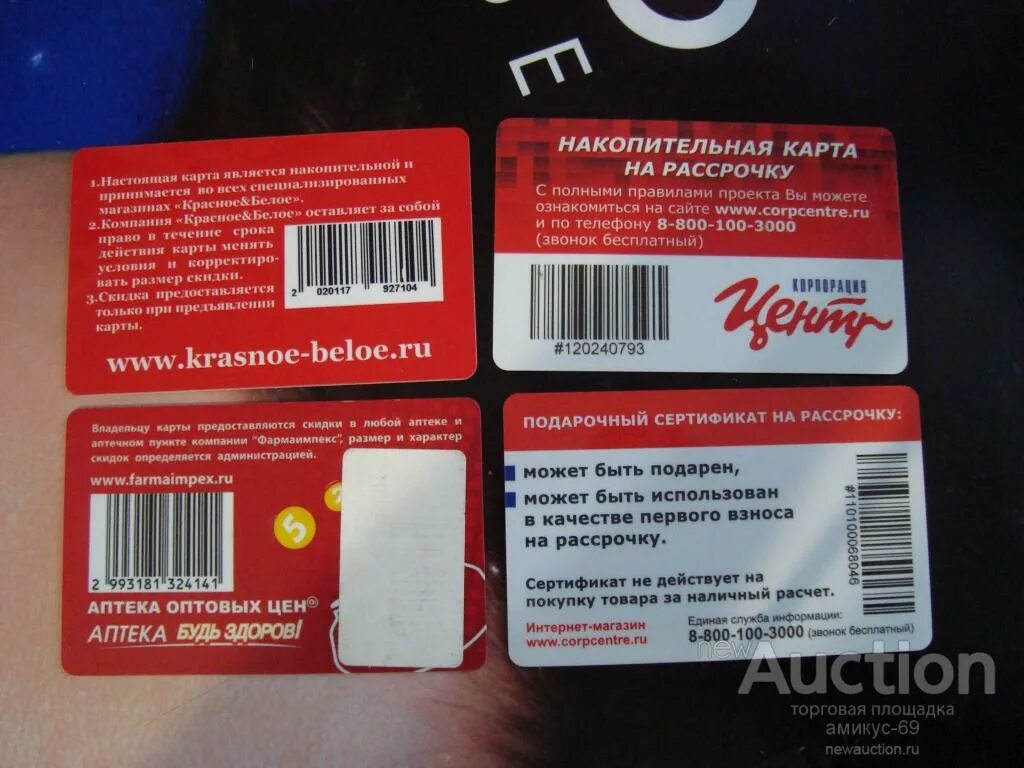 О
Е
1.Настоящая карта является накопительной и
принимается во всех специализированных
магазинах «Красное&Белое».
2.Компания «Красное&Белое» оставляет за собой
право в течение срока
действия карты менять
условия и корректиро-
вать размер скидки.
3.Скидка предоставляется
только при предъявлении
карты.
2 020117 927104
www.krasnoe-beloe.ru
НАКОПИТЕЛЬНАЯ КАРТА
НА РАССРОЧКУ
С полными правилами проекта Вы можете
ознакомиться на сайте www.corpcentre.ru
и по телефону 8-800-100-3000
(звонок бесплатный)
#120240793
КОРПОРАЦИЯ
Центр
Владельцу карты предоставляются скидки в любой аптеке и
аптечном пункте компании "Фармаимпекс", размер и характер
скидок определяется администрацией.
www.farmaimpex.ru
5
2 993181 324141
АПТЕКА ОПТОВЫХ ЦЕН®
АПТЕКА БУДЬ ЗДОРОВ!
ПОДАРОЧНЫЙ СЕРТИФИКАТ НА РАССРОЧКУ:
может быть подарен,
может быть использован
в качестве первого взноса
на рассрочку.
#1101000068046
Сертификат не действует на
покупку товара за наличный расчет.
Интернет-магазин
www.corpcentre.ru
Единая служба информации:
8-800-100-3000 (звонок бесплатный)
newAuction
торговая площадка
амикус-69
newauction.ru